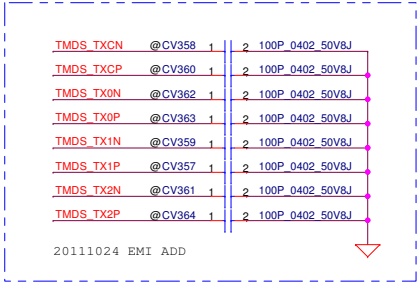 TMDS_TXCN @CV358 1 2 100P_0402_50V8J
TMDS_TXCP @CV360 1 2 100P_0402_50V8J
TMDS_TX0N @CV362 1 2 100P_0402_50V8J
TMDS_TX0P @CV363 1 2 100P_0402_50V8J
TMDS_TX1N @CV359 1 2 100P_0402_50V8J
TMDS_TX1P @CV357 1 2 100P_0402_50V8J
TMDS_TX2N @CV361 1 2 100P_0402_50V8J
TMDS_TX2P @CV364 1 2 100P_0402_50V8J
20111024 EMI ADD